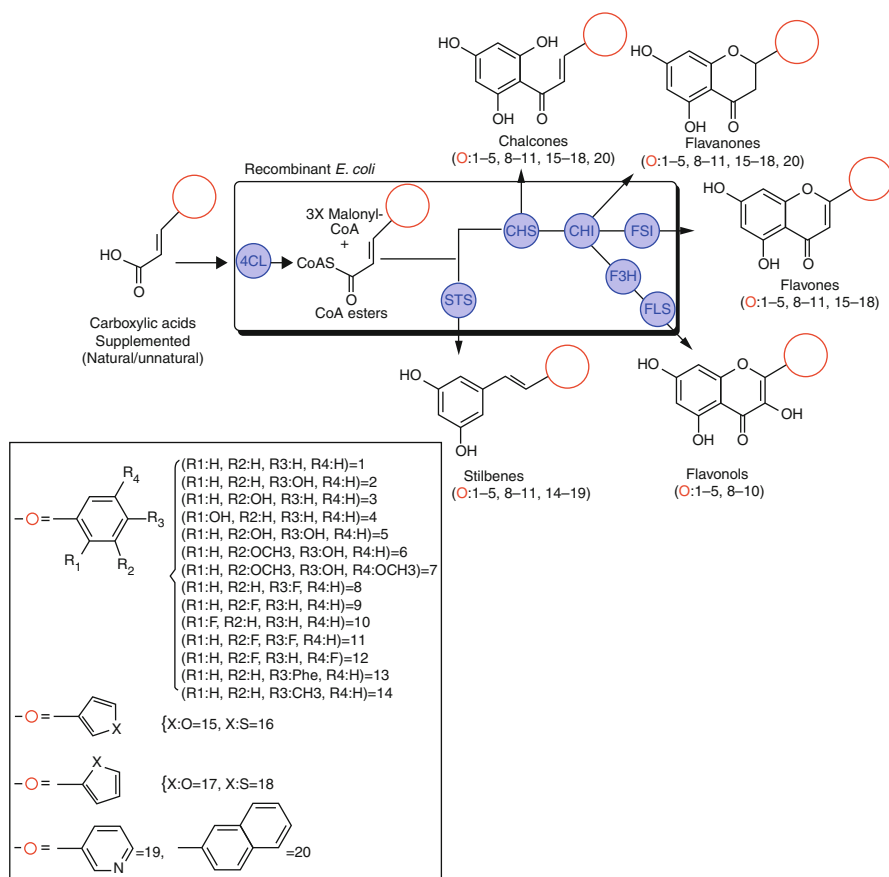 HO
OH
OH
O
Chalcones
(O:1–5, 8–11, 15–18, 20)
HO
O
OH
O
Flavanones
(O:1–5, 8–11, 15–18, 20)
Recombinant E. coli
HO
O
4CL
3X Malonyl-
CoA
+
CoAS
O
CoA esters
CHS
CHI
FSI
F3H
FLS
STS
HO
O
OH
O
Flavones
(O:1–5, 8–11, 15–18)
Carboxylic acids
Supplemented
(Natural/unnatural)
HO
OH
Stilbenes
(O:1–5, 8–11, 14–19)
HO
O
OH
OH
O
Flavonols
(O:1–5, 8–10)
–O=
R4
R3
R1
R2
(R1:H, R2:H, R3:H, R4:H)=1
(R1:H, R2:H, R3:OH, R4:H)=2
(R1:H, R2:OH, R3:H, R4:H)=3
(R1:OH, R2:H, R3:H, R4:H)=4
(R1:H, R2:OH, R3:OH, R4:H)=5
(R1:H, R2:OCH3, R3:OH, R4:H)=6
(R1:H, R2:OCH3, R3:OH, R4:OCH3)=7
(R1:H, R2:H, R3:F, R4:H)=8
(R1:H, R2:F, R3:H, R4:H)=9
(R1:F, R2:H, R3:H, R4:H)=10
(R1:H, R2:F, R3:F, R4:H)=11
(R1:H, R2:F, R3:H, R4:F)=12
(R1:H, R2:H, R3:Phe, R4:H)=13
(R1:H, R2:H, R3:CH3, R4:H)=14
–O= X {X:O=15, X:S=16
–O= X {X:O=17, X:S=18
–O= N =19, =20